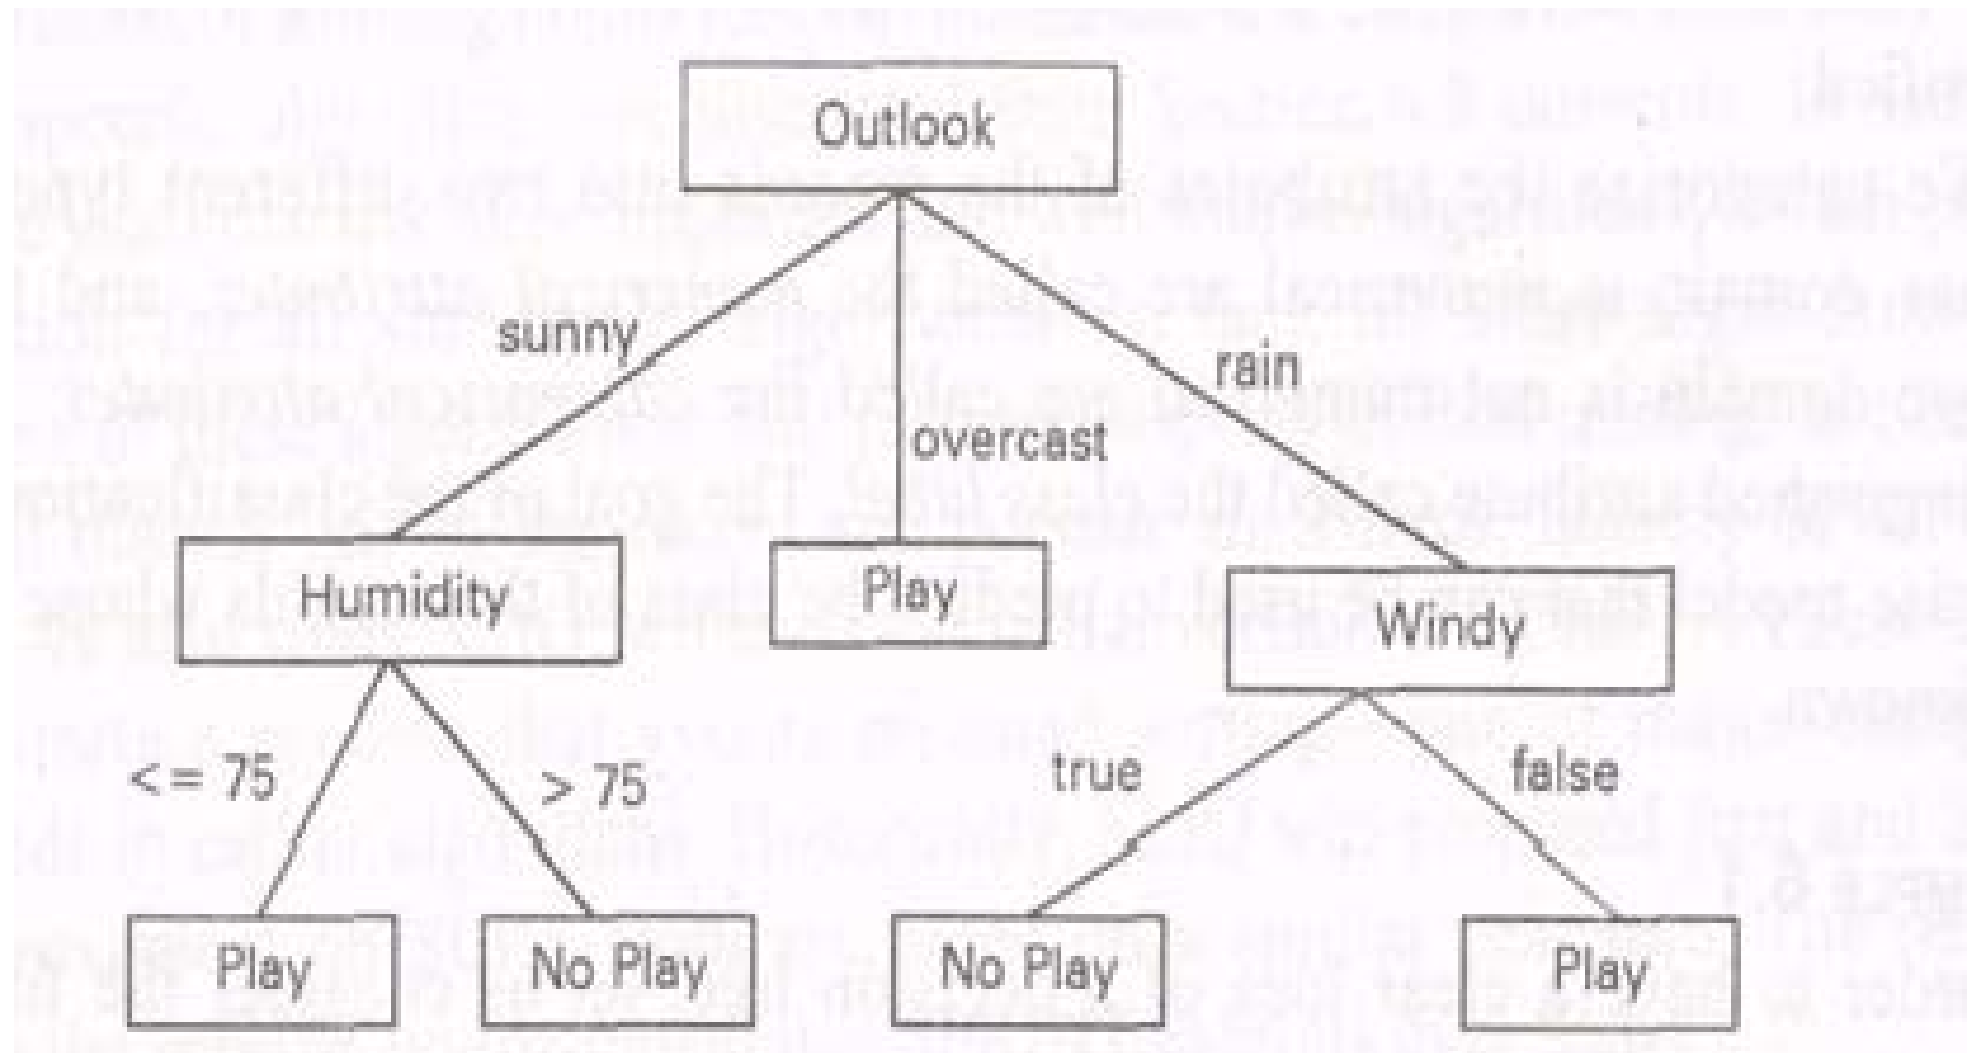 Outlook
sunny
rain
overcast
Humidity
Play
Windy
<= 75
> 75
true
false
Play
No Play
No Play
Play